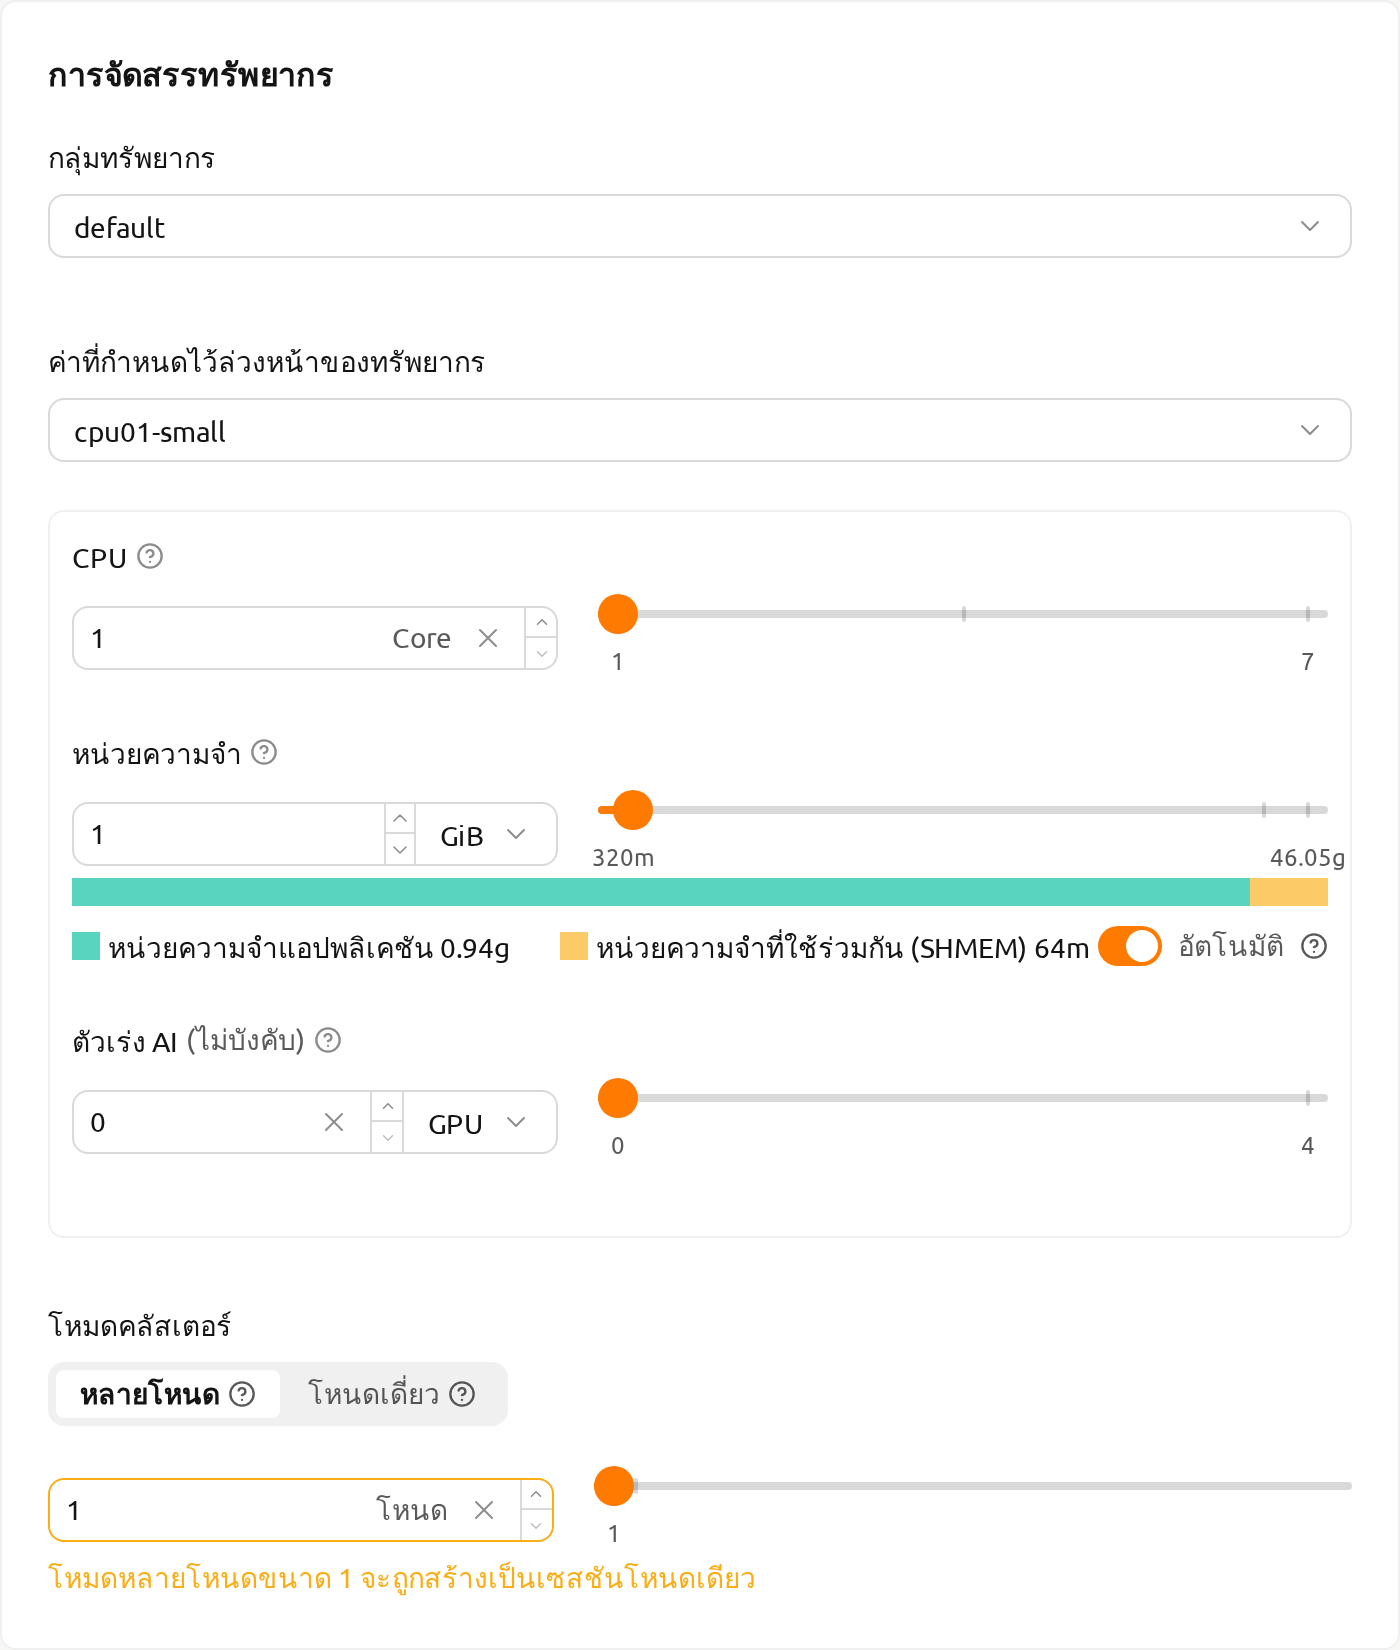 การจัดสรรทรัพยากร
กลุ่มทรัพยากร
default
ค่าที่กำหนดไว้ล่วงหน้าของทรัพยากร
cpu01-small
CPU
1 Core
1 7
หน่วยความจำ
1 GiB
320m 46.05g
หน่วยความจำแอปพลิเคชัน 0.94g หน่วยความจำที่ใช้ร่วมกัน (SHMEM) 64m อัตโนมัติ
ตัวเร่ง AI (ไม่บังคับ)
0 GPU
0 4
โหมดคลัสเตอร์
หลายโหนด โหนดเดี่ยว
1 โหนด
1
โหมดหลายโหนดขนาด 1 จะถูกสร้างเป็นเซสชันโหนดเดียว